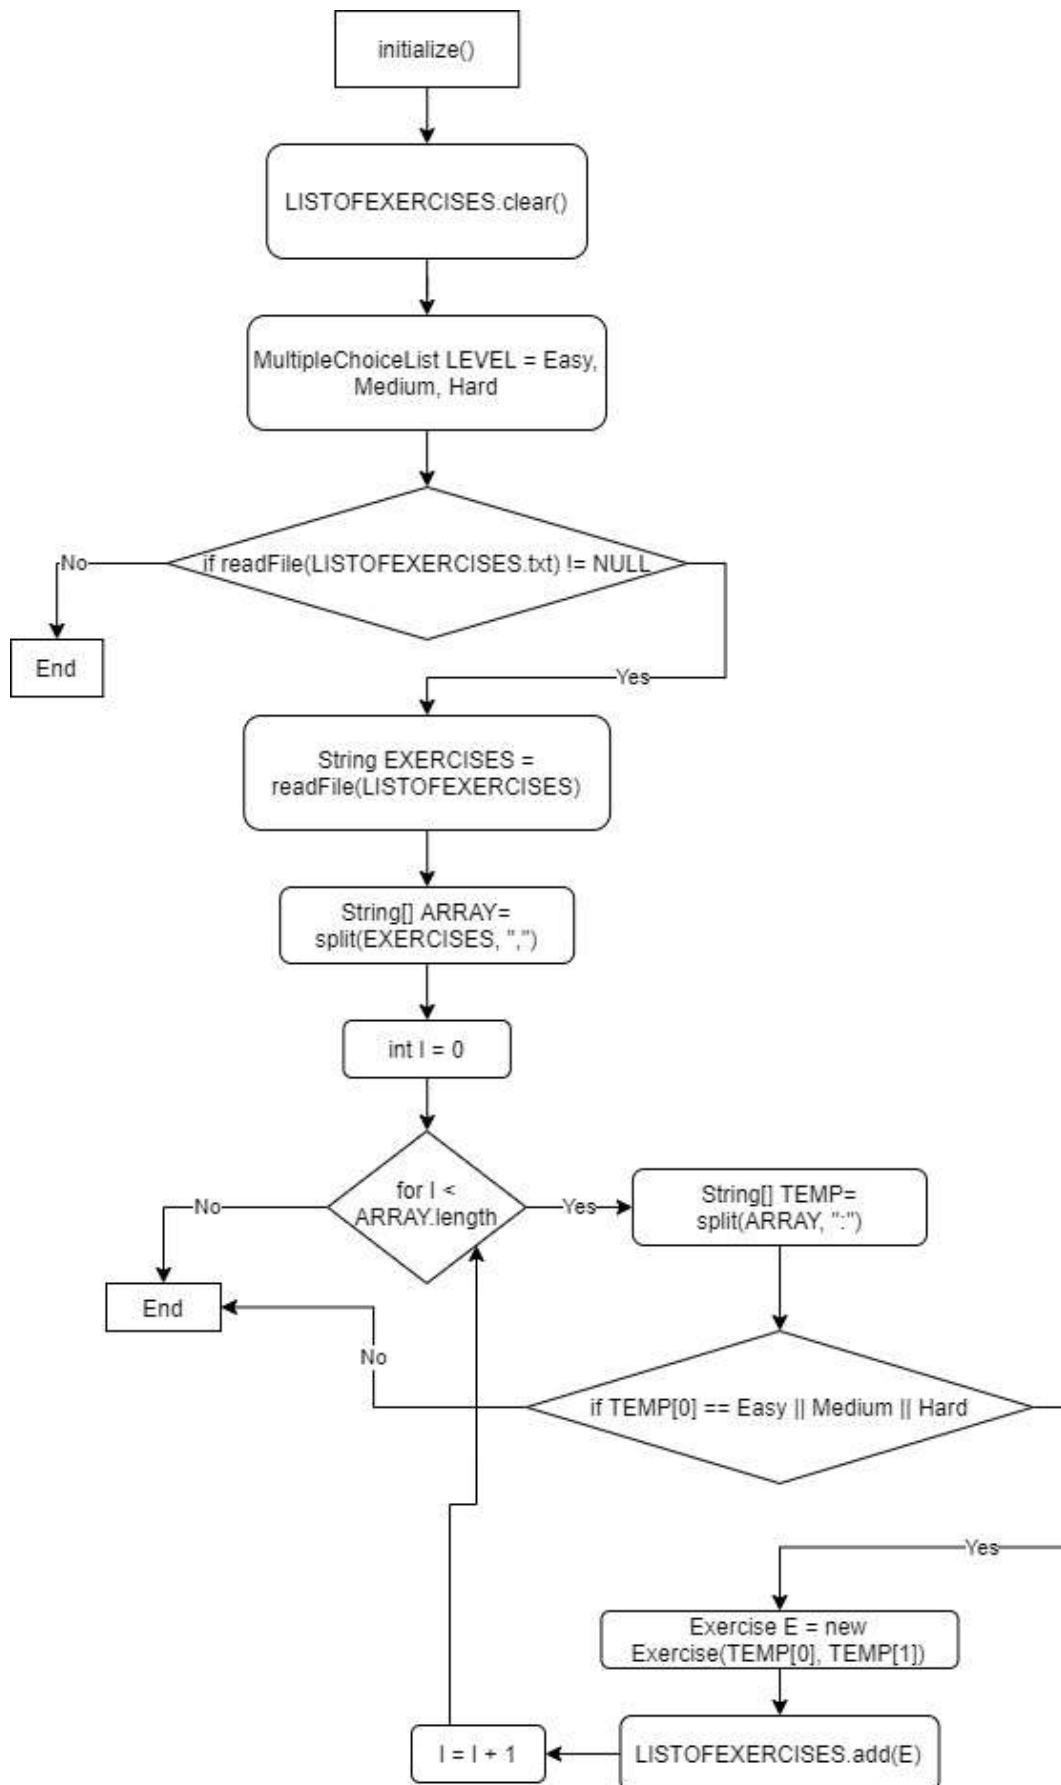 initialize()
LISTOFEXERCISES.clear()
MultipleChoiceList LEVEL = Easy,
Medium, Hard
if readFile(LISTOFEXERCISES.txt) != NULL
No
End
Yes
String EXERCISES =
readFile(LISTOFEXERCISES)
String[] ARRAY=
split(EXERCISES, ",")
int I = 0
for I <
ARRAY.length
No
Yes
String[] TEMP=
split(ARRAY, ":")
End
No
if TEMP[0] == Easy || Medium || Hard
Yes
Exercise E = new
Exercise(TEMP[0], TEMP[1])
LISTOFEXERCISES.add(E)
I = I + 1